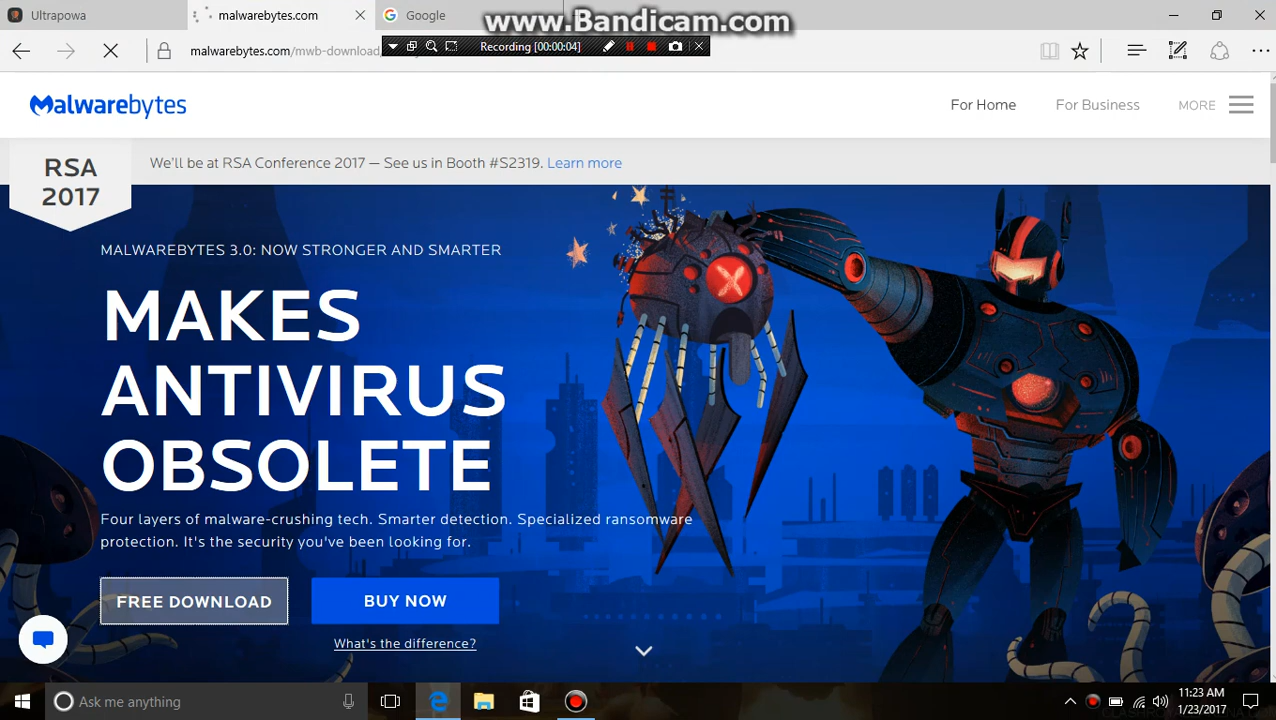 Ultrapowa
malwarebytes.com
Google
www.Bandicam.com
malwarebytes.com/mwb-download
Recording [00:00:04]
Malwarebytes
For Home
For Business
MORE
RSA
2017
We'll be at RSA Conference 2017 — See us in Booth #S2319. Learn more
MALWAREBYTES 3.0: NOW STRONGER AND SMARTER
MAKES
ANTIVIRUS
OBSOLETE
Four layers of malware-crushing tech. Smarter detection. Specialized ransomware
protection. It's the security you've been looking for.
FREE DOWNLOAD
BUY NOW
What's the difference?
Ask me anything
11:23 AM
1/23/2017